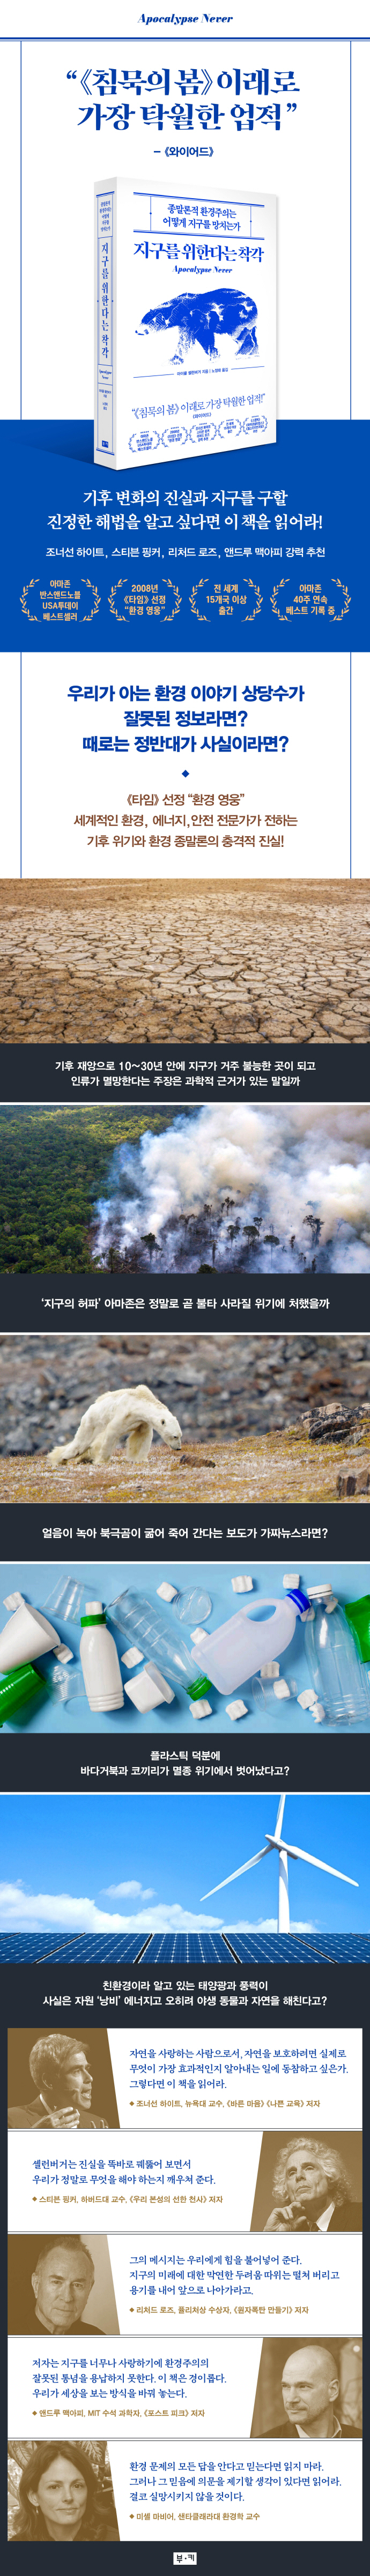 Apocalypse Never
“《침묵의 봄》 이래로
가장 탁월한 업적”
- 《와이어드》
종말론적 환경주의는
어떻게 지구를 망치는가
지구를 위한다는 착각
Apocalypse Never
마이클 셸런버거 지음 | 노정태 옮김
“《침묵의 봄》 이래로 가장 탁월한 업적!”
《와이어드》
지구를 위한다는 착각
Apocalypse
Never
기후 변화의 진실과 지구를 구할
진정한 해법을 알고 싶다면 이 책을 읽어라!
조너선 하이트, 스티븐 핑커, 리처드 로즈, 앤드루 맥아피 강력 추천
아마존
반스앤드노블
USA투데이
베스트셀러
2008년
《타임》 선정
“환경 영웅”
전 세계
15개국 이상
출간
아마존
40주 연속
베스트 기록 중
우리가 아는 환경 이야기 상당수가
잘못된 정보라면?
때로는 정반대가 사실이라면?
《타임》 선정 “환경 영웅”
세계적인 환경, 에너지, 안전 전문가가 전하는
기후 위기와 환경 종말론의 충격적 진실!
기후 재앙으로 10~30년 안에 지구가 거주 불능한 곳이 되고
인류가 멸망한다는 주장은 과학적 근거가 있는 말일까
‘지구의 허파’ 아마존은 정말로 곧 불타 사라질 위기에 처했을까
얼음이 녹아 북극곰이 굶어 죽어 간다는 보도가 가짜뉴스라면?
플라스틱 덕분에
바다거북과 코끼리가 멸종 위기에서 벗어났다고?
친환경이라 알고 있는 태양광과 풍력이
사실은 자원 ‘낭비’ 에너지고 오히려 야생 동물과 자연을 해친다고?
자연을 사랑하는 사람으로서, 자연을 보호하려면 실제로
무엇이 가장 효과적인지 알아내는 일에 동참하고 싶은가.
그렇다면 이 책을 읽어라.
◆ 조너선 하이트, 뉴욕대 교수, 《바른 마음》 《나쁜 교육》 저자
셸런버거는 진실을 똑바로 꿰뚫어 보면서
우리가 정말로 무엇을 해야 하는지 깨우쳐 준다.
◆ 스티븐 핑커, 하버드대 교수, 《우리 본성의 선한 천사》 저자
그의 메시지는 우리에게 힘을 불어넣어 준다.
지구의 미래에 대한 막연한 두려움 따위는 떨쳐 버리고
용기를 내어 앞으로 나아가라고.
◆ 리처드 로즈, 퓰리처상 수상자, 《원자폭탄 만들기》 저자
저자는 지구를 너무나 사랑하기에 환경주의의
잘못된 통념을 용납하지 못한다. 이 책은 경이롭다.
우리가 세상을 보는 방식을 바꿔 놓는다.
◆ 앤드루 맥아피, MIT 수석 과학자, 《포스트 피크》 저자
환경 문제의 모든 답을 안다고 믿는다면 읽지 마라.
그러나 그 믿음에 의문을 제기할 생각이 있다면 읽어라.
결코 실망시키지 않을 것이다.
◆ 미셸 마비어, 샌타클래라대 환경학 교수
부·키